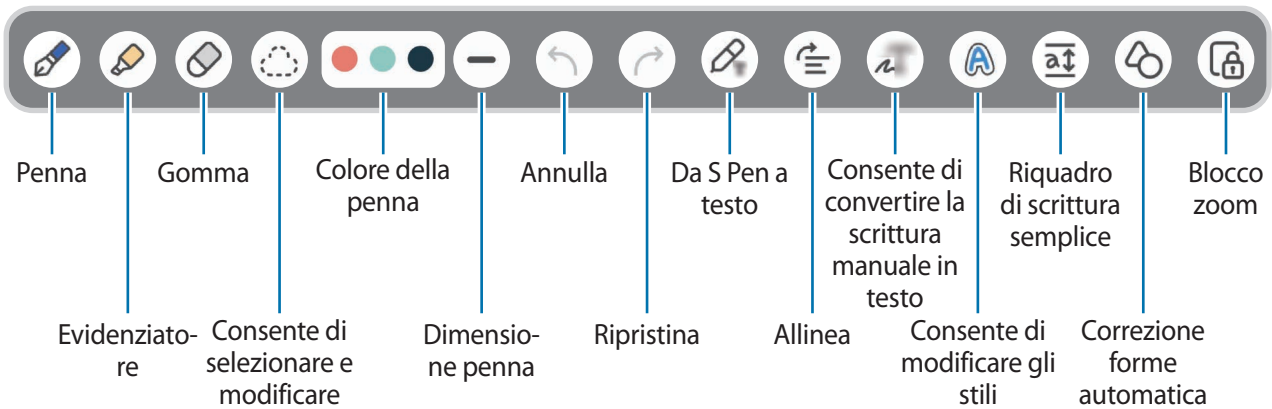 Penna
Gomma
Colore della
penna
Annulla
Da S Pen a
testo
Consente di
convertire la
scrittura
manuale in
testo
Riquadro
di scrittura
semplice
Blocco
zoom
Evidenziato-
re
Consente di
selezionare e
modificare
Dimensio-
ne penna
Ripristina
Allinea
Consente di
modificare gli
stili
Correzione
forme
automatica